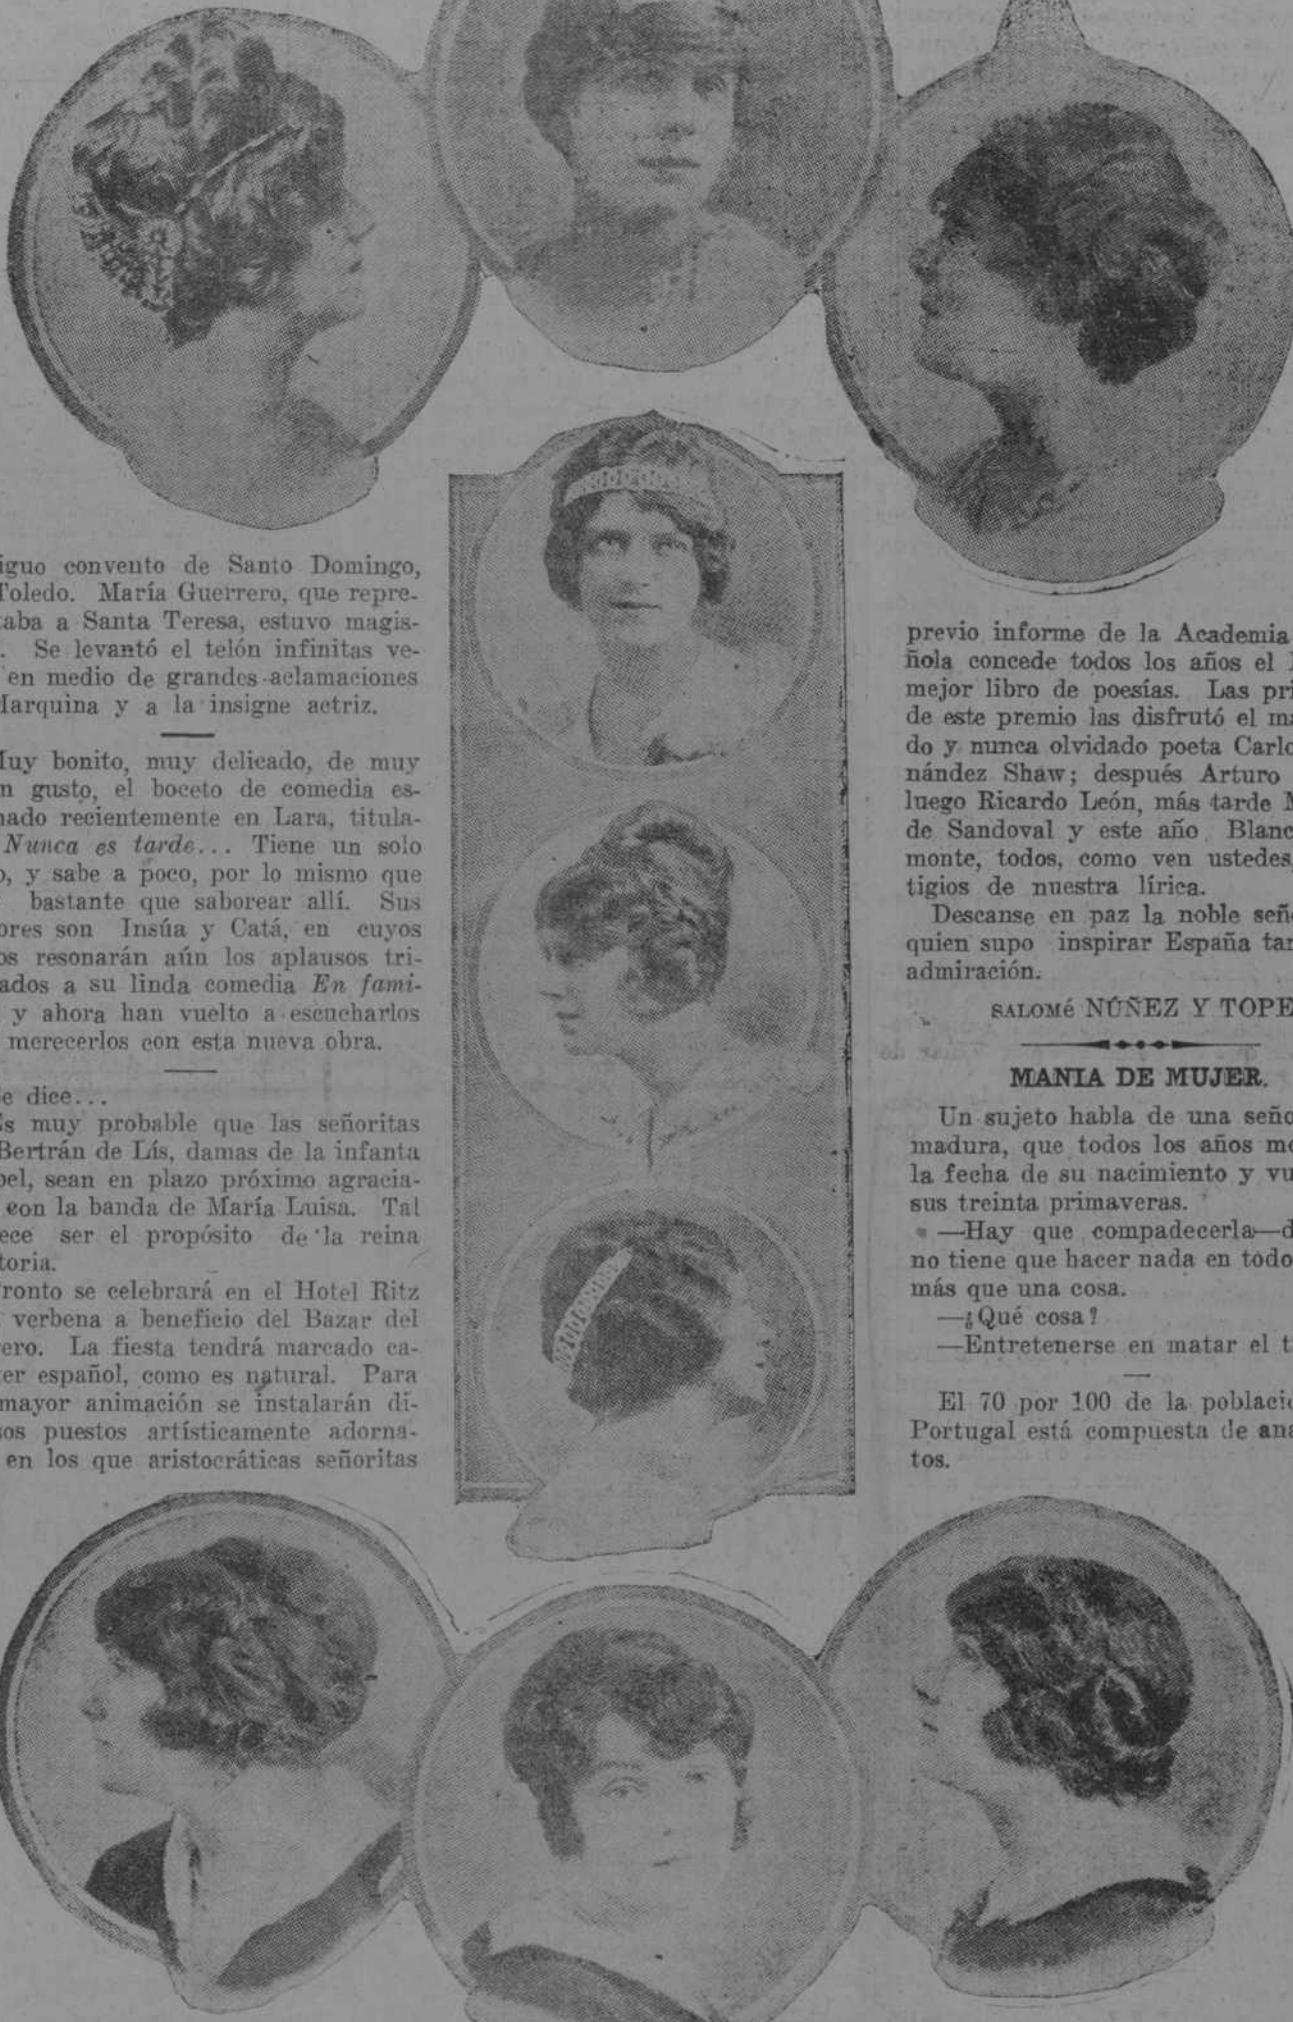 iguo convento de Santo Domingo,
Toledo. María Guerrero, que repre-
taba a Santa Teresa, estuvo magis-
. Se levantó el telón infinitas ve-
en medio de grandes aclamaciones
Marquina y a la insigne actriz.
Muy bonito, muy delicado, de muy
n gusto, el boceto de comedia es-
nado recientemente en Lara, titula-
Nunca es tarde... Tiene un solo
o, y sabe a poco, por lo mismo que
bastante que saborear allí. Sus
ores son Insúa y Catá, en cuyos
os resonarán aún los aplausos tri-
ados a su linda comedia En fami-
y ahora han vuelto a escucharlos
merecerlos con esta nueva obra.
e dice...
Es muy probable que las señoritas
Bertrán de Lís, damas de la infanta
bel, sean en plazo próximo agracia-
con la banda de María Luisa. Tal
ece ser el propósito de la reina
toria.
Pronto se celebrará en el Hotel Ritz
verbena a beneficio del Bazar del
rero. La fiesta tendrá marcado ca-
er español, como es natural. Para
mayor animación se instalarán di-
sos puestos artísticamente adorna-
en los que aristocráticas señoritas
previo informe de la Academia
ñola concede todos los años el
mejor libro de poesías. Las pri
de este premio las disfrutó el ma
do y nunca olvidado poeta Carlo
nández Shaw; después Arturo
luego Ricardo León, más tarde M
de Sandoval y este año Blanc
monte, todos, como ven ustedes,
tigios de nuestra lírica.
Descanse en paz la noble seño
quien supo inspirar España tan
admiración.
SALOMé NÚÑEZ Y TOPE
MANIA DE MUJER.
Un sujeto habla de una seño
madura, que todos los años mo
la fecha de su nacimiento y vu
sus treinta primaveras.
—Hay que compadecerla—d
no tiene que hacer nada en todo
más que una cosa.
—¿Qué cosa?
—Entretenerse en matar el t
El 70 por 100 de la població
Portugal está compuesta de ana
tos.